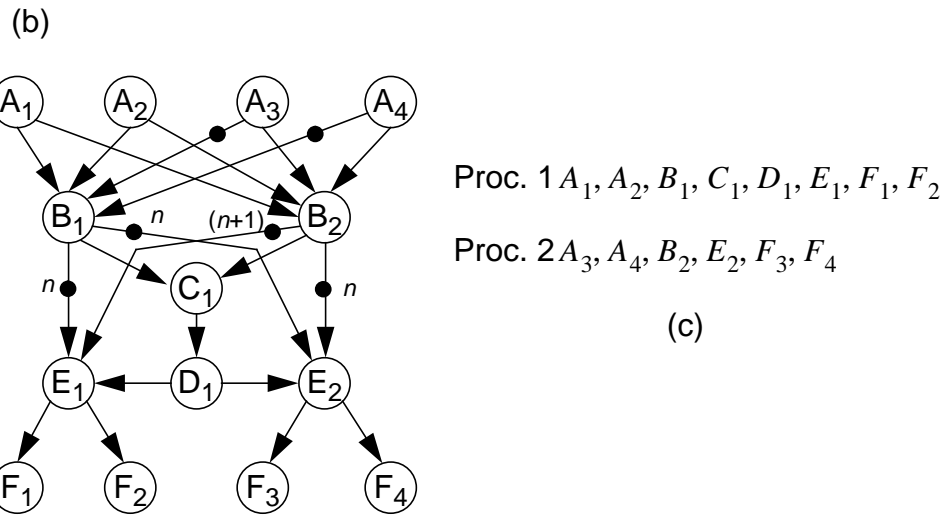 (b)
A1 A2 A3 A4
Proc. 1 A1, A2, B1, C1, D1, E1, F1, F2
B1 n (n+1) B2
Proc. 2 A3, A4, B2, E2, F3, F4
n C1 n
(c)
E1 D1 E2
F1 F2 F3 F4